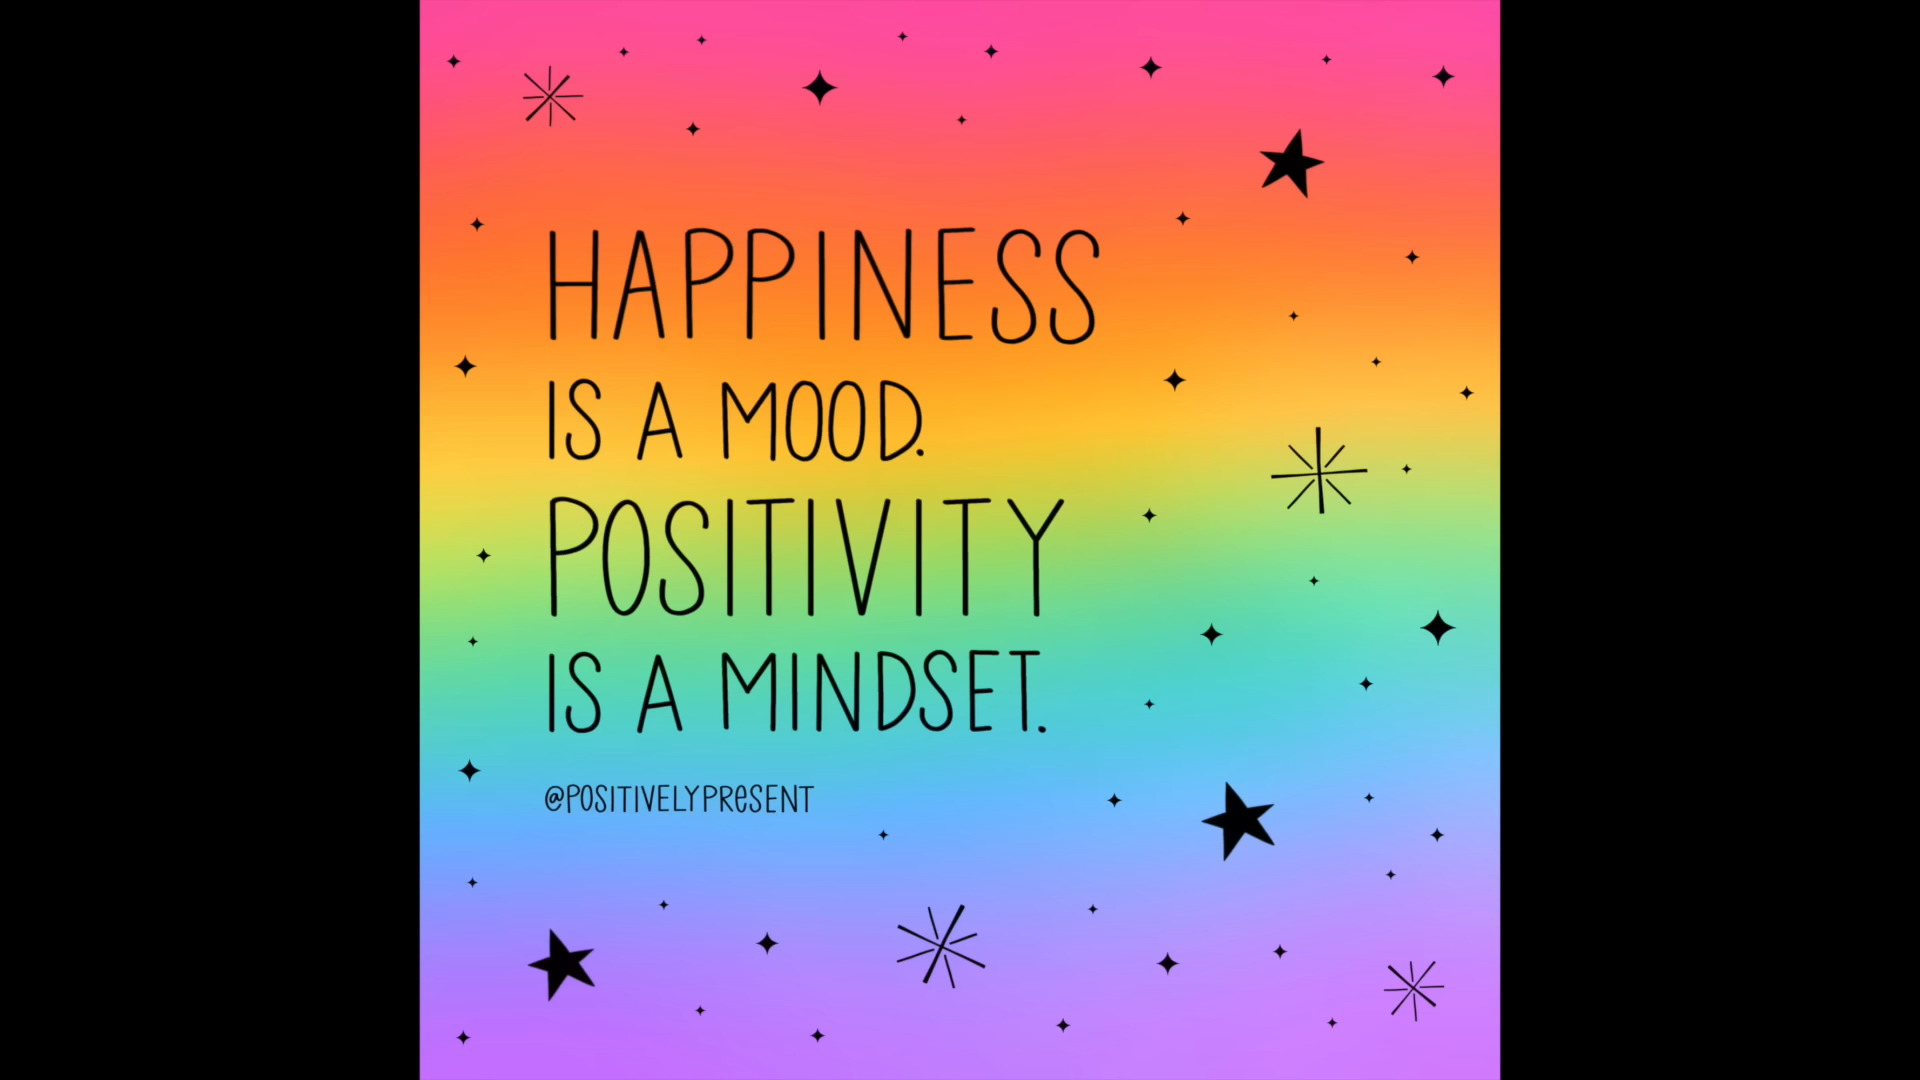 HAPPINESS
IS A MOOD.
POSITIVITY
IS A MINDSET.
@POSITIVELYPRESENT